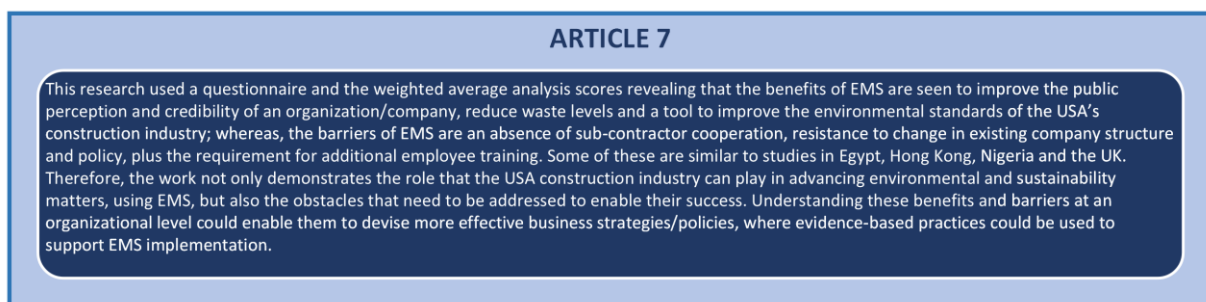 ARTICLE 7
This research used a questionnaire and the weighted average analysis scores revealing that the benefits of EMS are seen to improve the public
perception and credibility of an organization/company, reduce waste levels and a tool to improve the environmental standards of the USA's
construction industry; whereas, the barriers of EMS are an absence of sub-contractor cooperation, resistance to change in existing company structure
and policy, plus the requirement for additional employee training. Some of these are similar to studies in Egypt, Hong Kong, Nigeria and the UK.
Therefore, the work not only demonstrates the role that the USA construction industry can play in advancing environmental and sustainability
matters, using EMS, but also the obstacles that need to be addressed to enable their success. Understanding these benefits and barriers at an
organizational level could enable them to devise more effective business strategies/policies, where evidence-based practices could be used to
support EMS implementation.